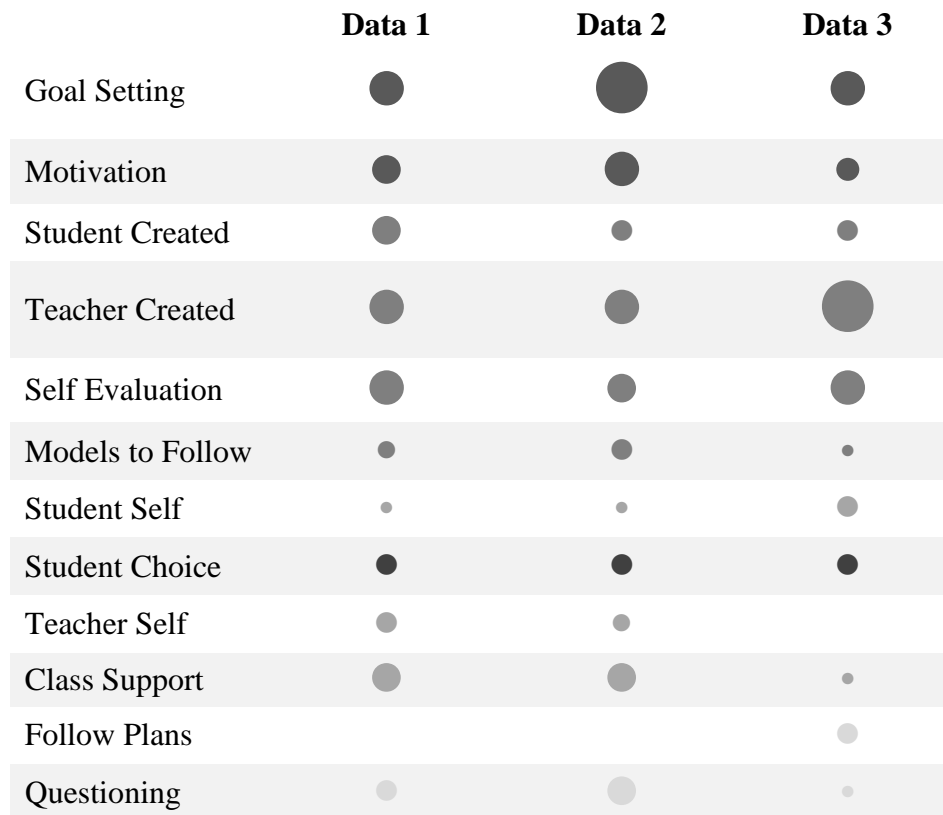 Data 1 Data 2 Data 3
Goal Setting
Motivation
Student Created
Teacher Created
Self Evaluation
Models to Follow
Student Self
Student Choice
Teacher Self
Class Support
Follow Plans
Questioning